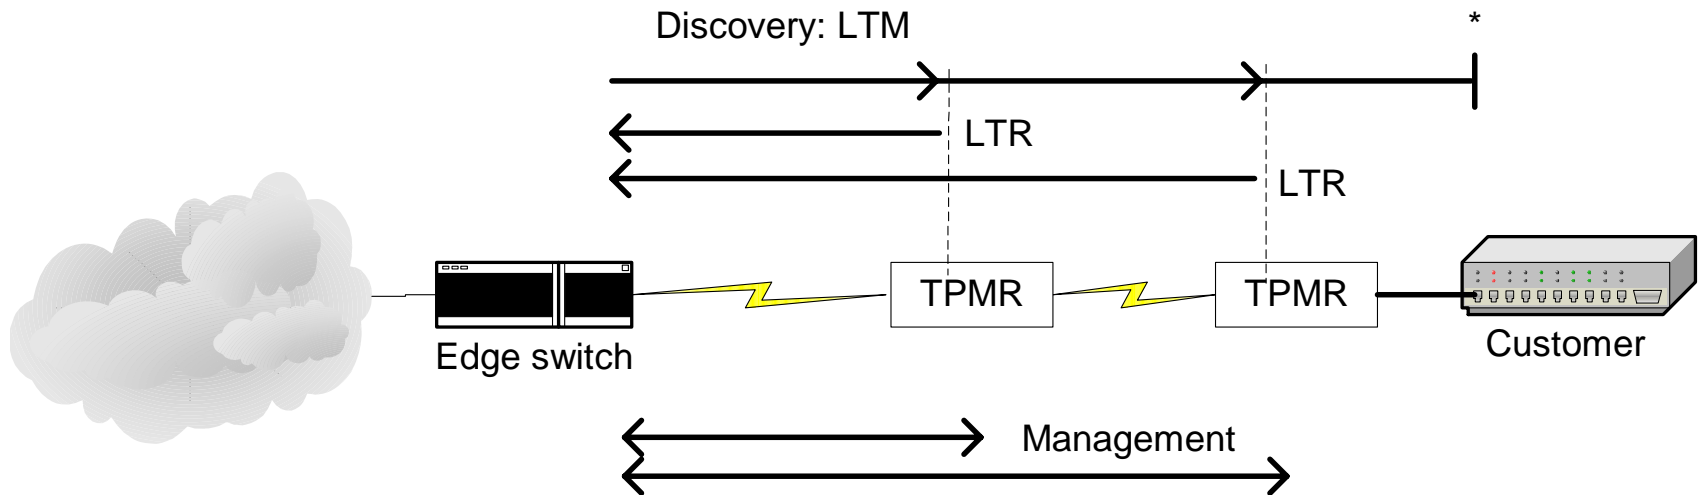 Discovery: LTM
*
LTR
LTR
TPMR
TPMR
Edge switch
Customer
Management